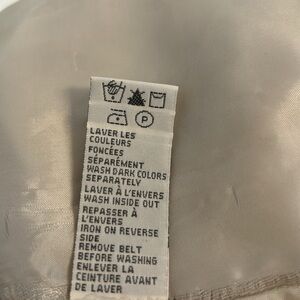 P
LAVER LES
COULEURS
FONCÉES
SÉPARÉMENT
WASH DARK COLORS
SEPARATELY
LAVER À L'ENVERS
WASH INSIDE OUT
REPASSER À
L'ENVERS
IRON ON REVERSE
SIDE
REMOVE BELT
BEFORE WASHING
ENLEVER LA
CEINTURE AVANT
DE LAVER